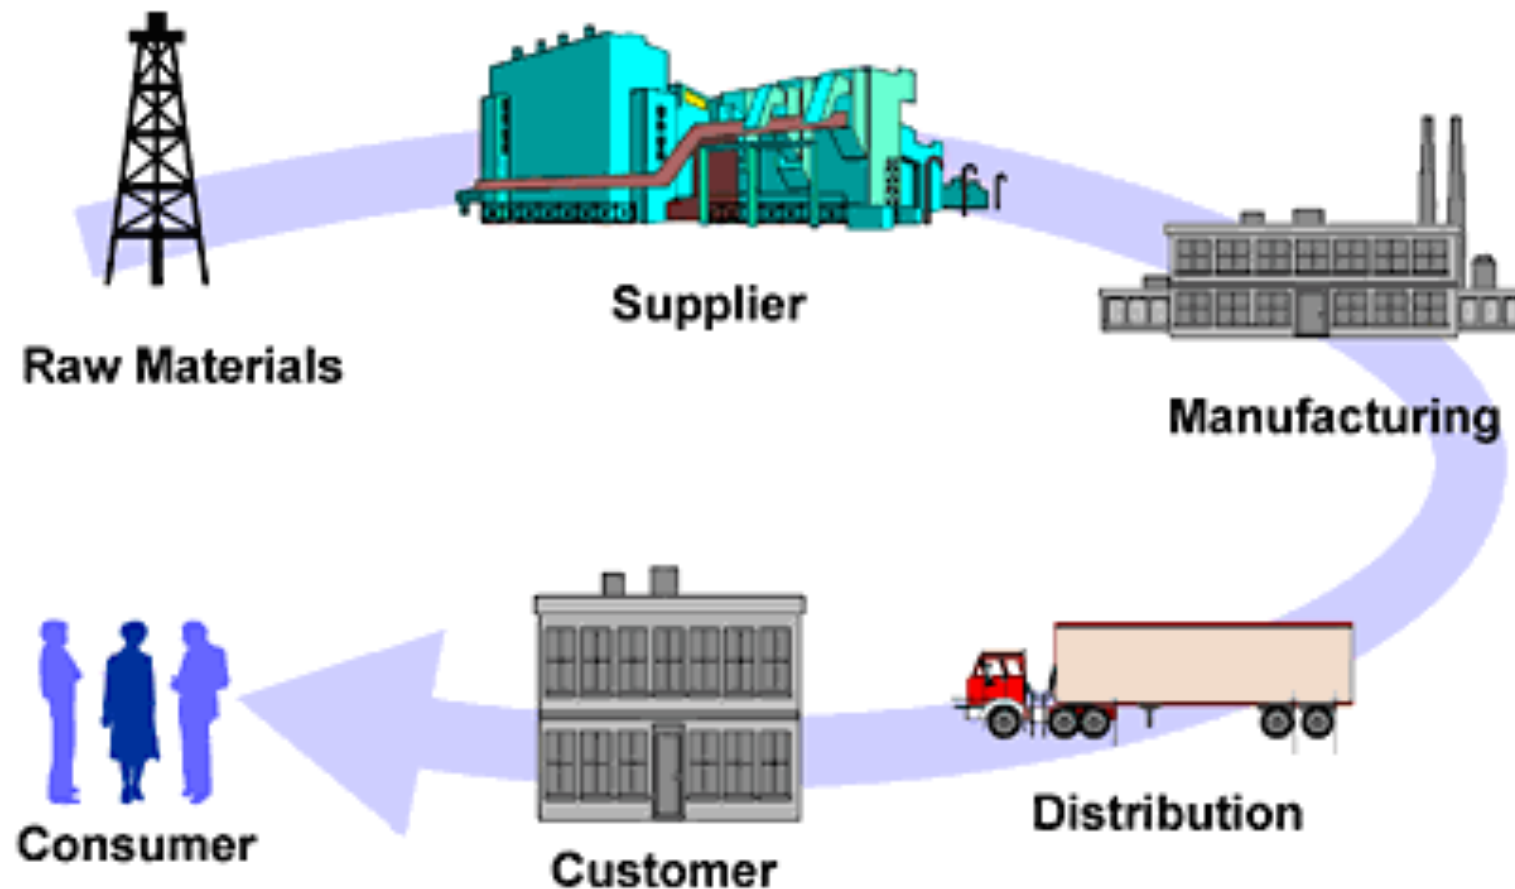 Raw Materials
Supplier
Manufacturing
Distribution
Customer
Consumer